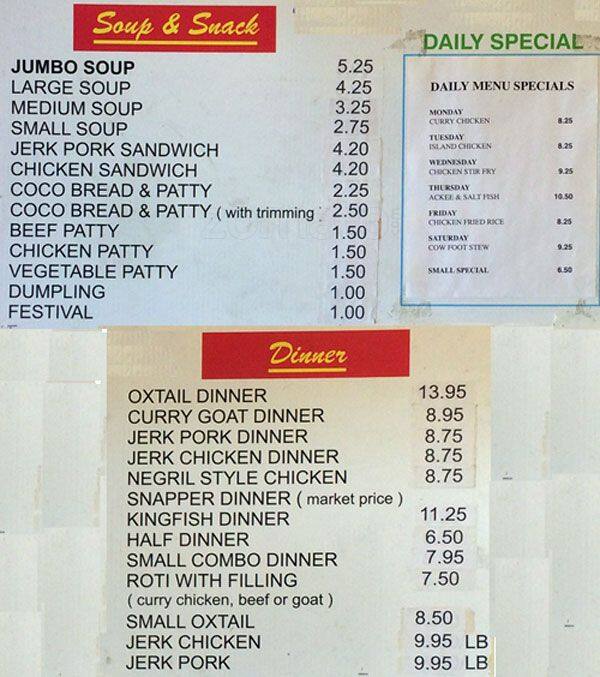 Soup & Snack
JUMBO SOUP 5.25
LARGE SOUP 4.25
MEDIUM SOUP 3.25
SMALL SOUP 2.75
JERK PORK SANDWICH 4.20
CHICKEN SANDWICH 4.20
COCO BREAD & PATTY 2.25
COCO BREAD & PATTY ( with trimming 2.50
BEEF PATTY 1.50
CHICKEN PATTY 1.50
VEGETABLE PATTY 1.50
DUMPLING 1.00
FESTIVAL 1.00
DAILY SPECIAL
DAILY MENU SPECIALS
MONDAY
CURRY CHICKEN 8.25
TUESDAY
ISLAND CHICKEN 8.25
WEDNESDAY
CHICKEN STIR FRY 9.25
THURSDAY
ACKEE & SALT FISH 10.50
FRIDAY
CHICKEN FRIED RICE 8.25
SATURDAY
COW FOOT STEW 9.25
SMALL SPECIAL 6.50
Dinner
OXTAIL DINNER 13.95
CURRY GOAT DINNER 8.95
JERK PORK DINNER 8.75
JERK CHICKEN DINNER 8.75
NEGRIL STYLE CHICKEN 8.75
SNAPPER DINNER ( market price )
KINGFISH DINNER 11.25
HALF DINNER 6.50
SMALL COMBO DINNER 7.95
ROTI WITH FILLING 7.50
( curry chicken, beef or goat )
SMALL OXTAIL 8.50
JERK CHICKEN 9.95 LB
JERK PORK 9.95 LB